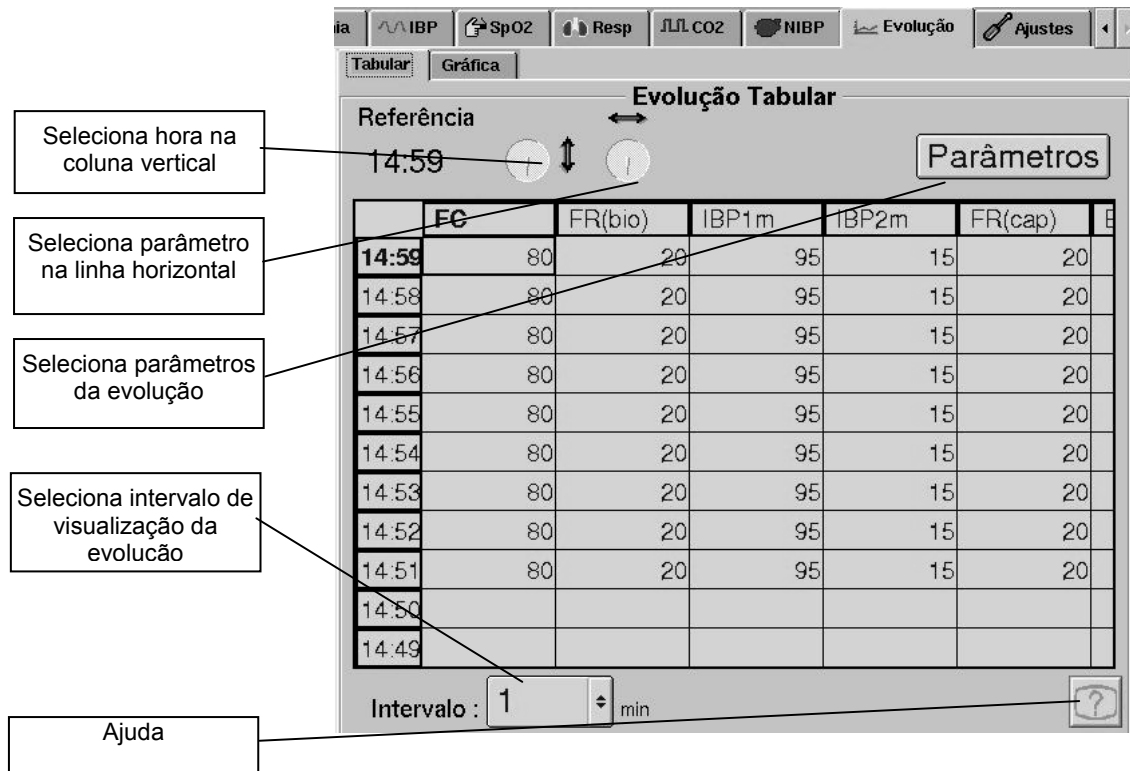 ia IBP SpO2 Resp CO2 NIBP Evolução Ajustes
Tabular Gráfica
Evolução Tabular
Referência
14:59
Parâmetros
FC FR(bio) IBP1m IBP2m FR(cap) E
14:59 80 20 95 15 20
14:58 80 20 95 15 20
14:57 80 20 95 15 20
14:56 80 20 95 15 20
14:55 80 20 95 15 20
14:54 80 20 95 15 20
14:53 80 20 95 15 20
14:52 80 20 95 15 20
14:51 80 20 95 15 20
14:50
14:49
Intervalo : 1 min
?
Seleciona hora na
coluna vertical
Seleciona parâmetro
na linha horizontal
Seleciona parâmetros
da evolução
Seleciona intervalo de
visualização da
evolucão
Ajuda